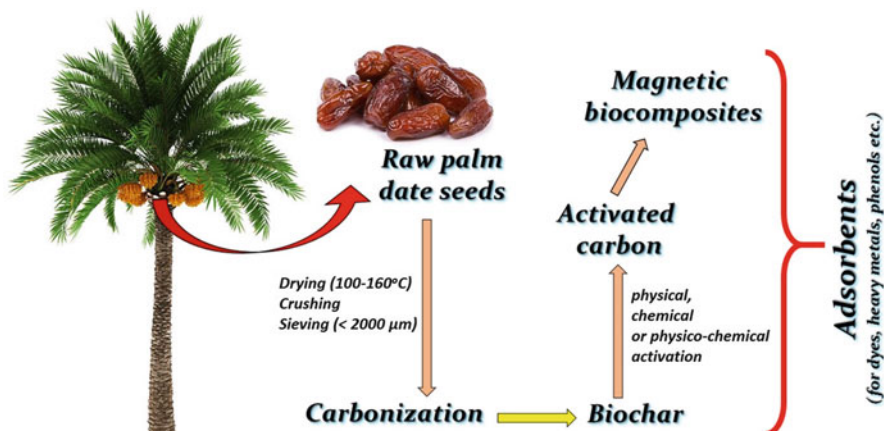 Raw palm
date seeds
Drying (100-160°C)
Crushing
Sieving (< 2000 µm)
Carbonization
Biochar
physical,
chemical
or physico-chemical
activation
Activated
carbon
Magnetic
biocomposites
Adsorbents
(for dyes, heavy metals, phenols etc.)